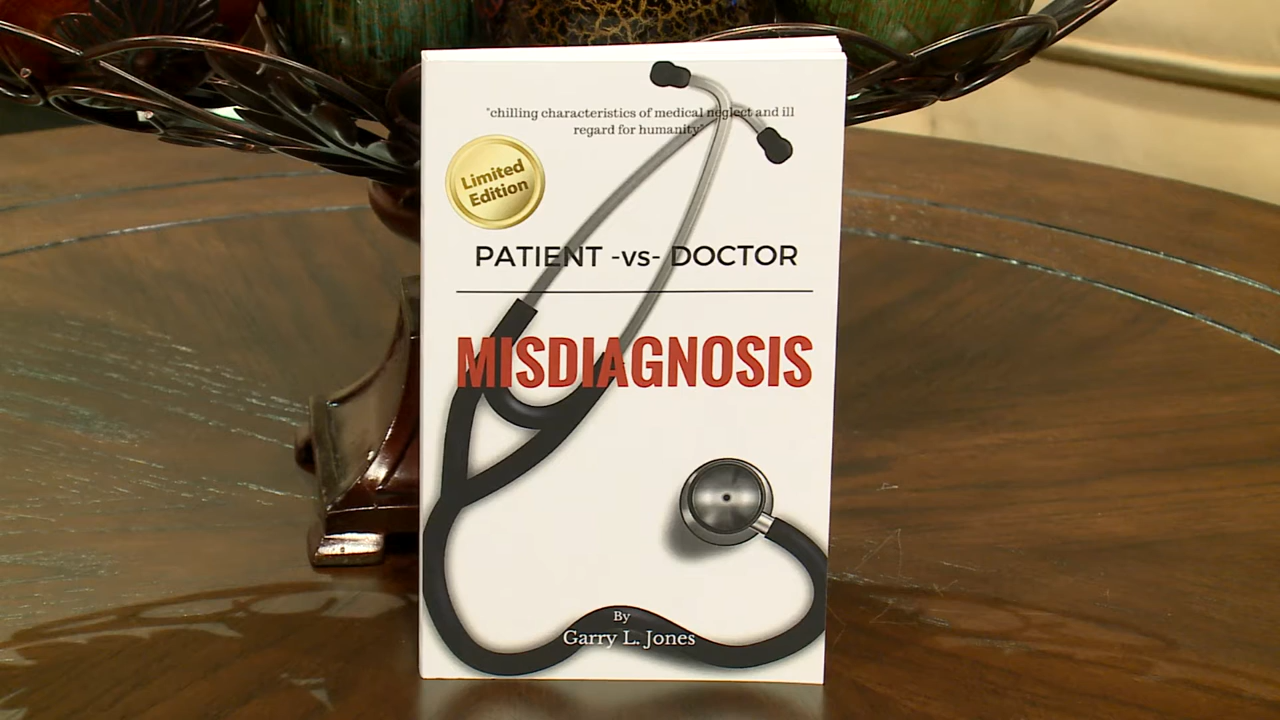 "chilling characteristics of medical neglect and ill
regard for humanity"
Limited
Edition
PATIENT -vs- DOCTOR
MISDIAGNOSIS
By
Garry L. Jones